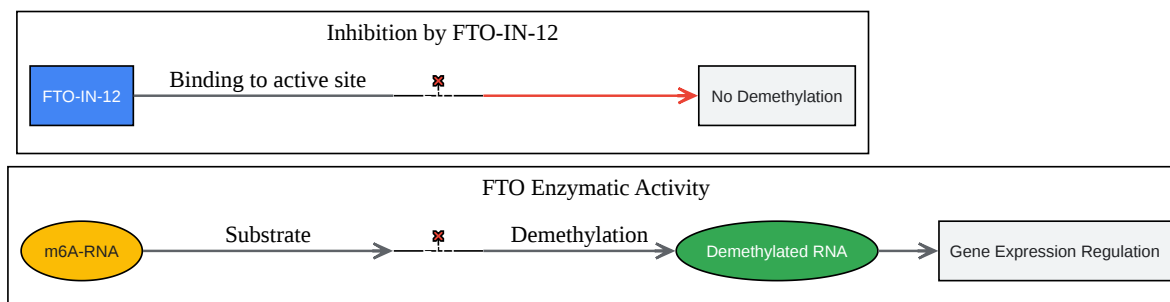 Inhibition by FTO-IN-12
FTO-IN-12
Binding to active site
No Demethylation
FTO Enzymatic Activity
m6A-RNA
Substrate
Demethylation
Demethylated RNA
Gene Expression Regulation